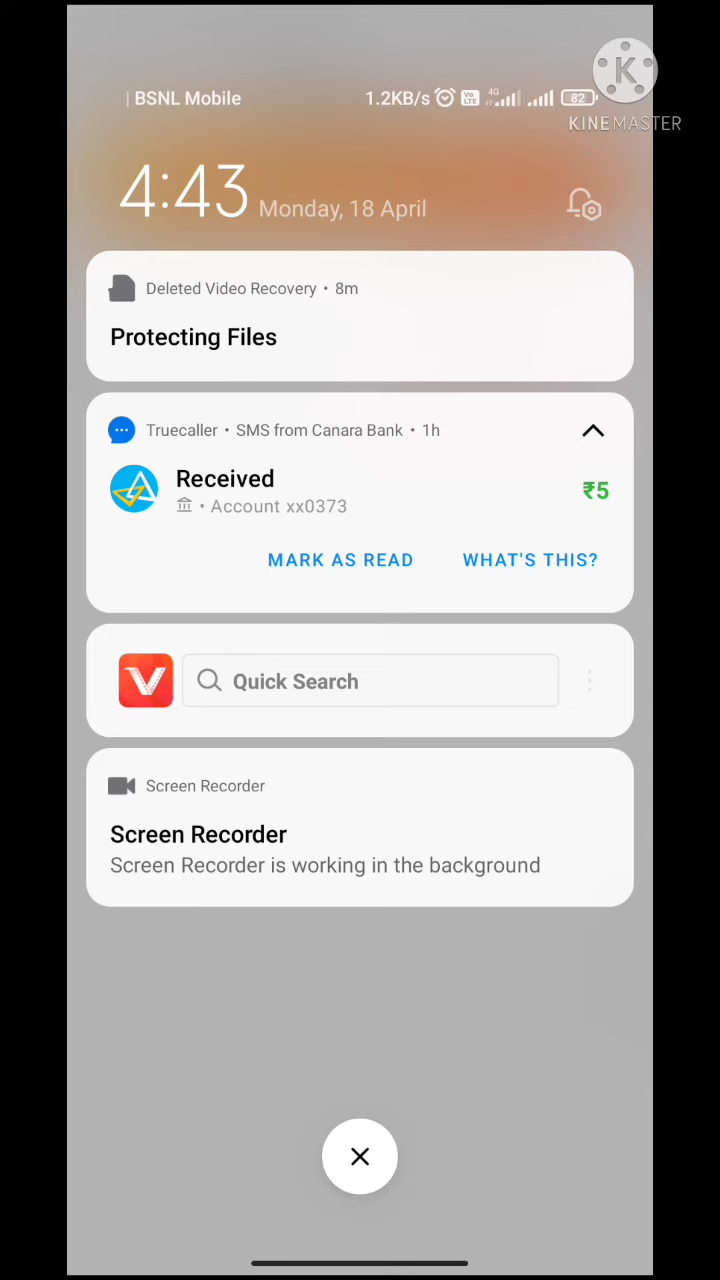 BSNL Mobile 1.2KB/s Vo LTE 4G 82
K
KINEMASTER
4:43 Monday, 18 April
Deleted Video Recovery • 8m
Protecting Files
Truecaller • SMS from Canara Bank • 1h
Received ₹5
• Account xx0373
MARK AS READ WHAT'S THIS?
Quick Search
Screen Recorder
Screen Recorder
Screen Recorder is working in the background